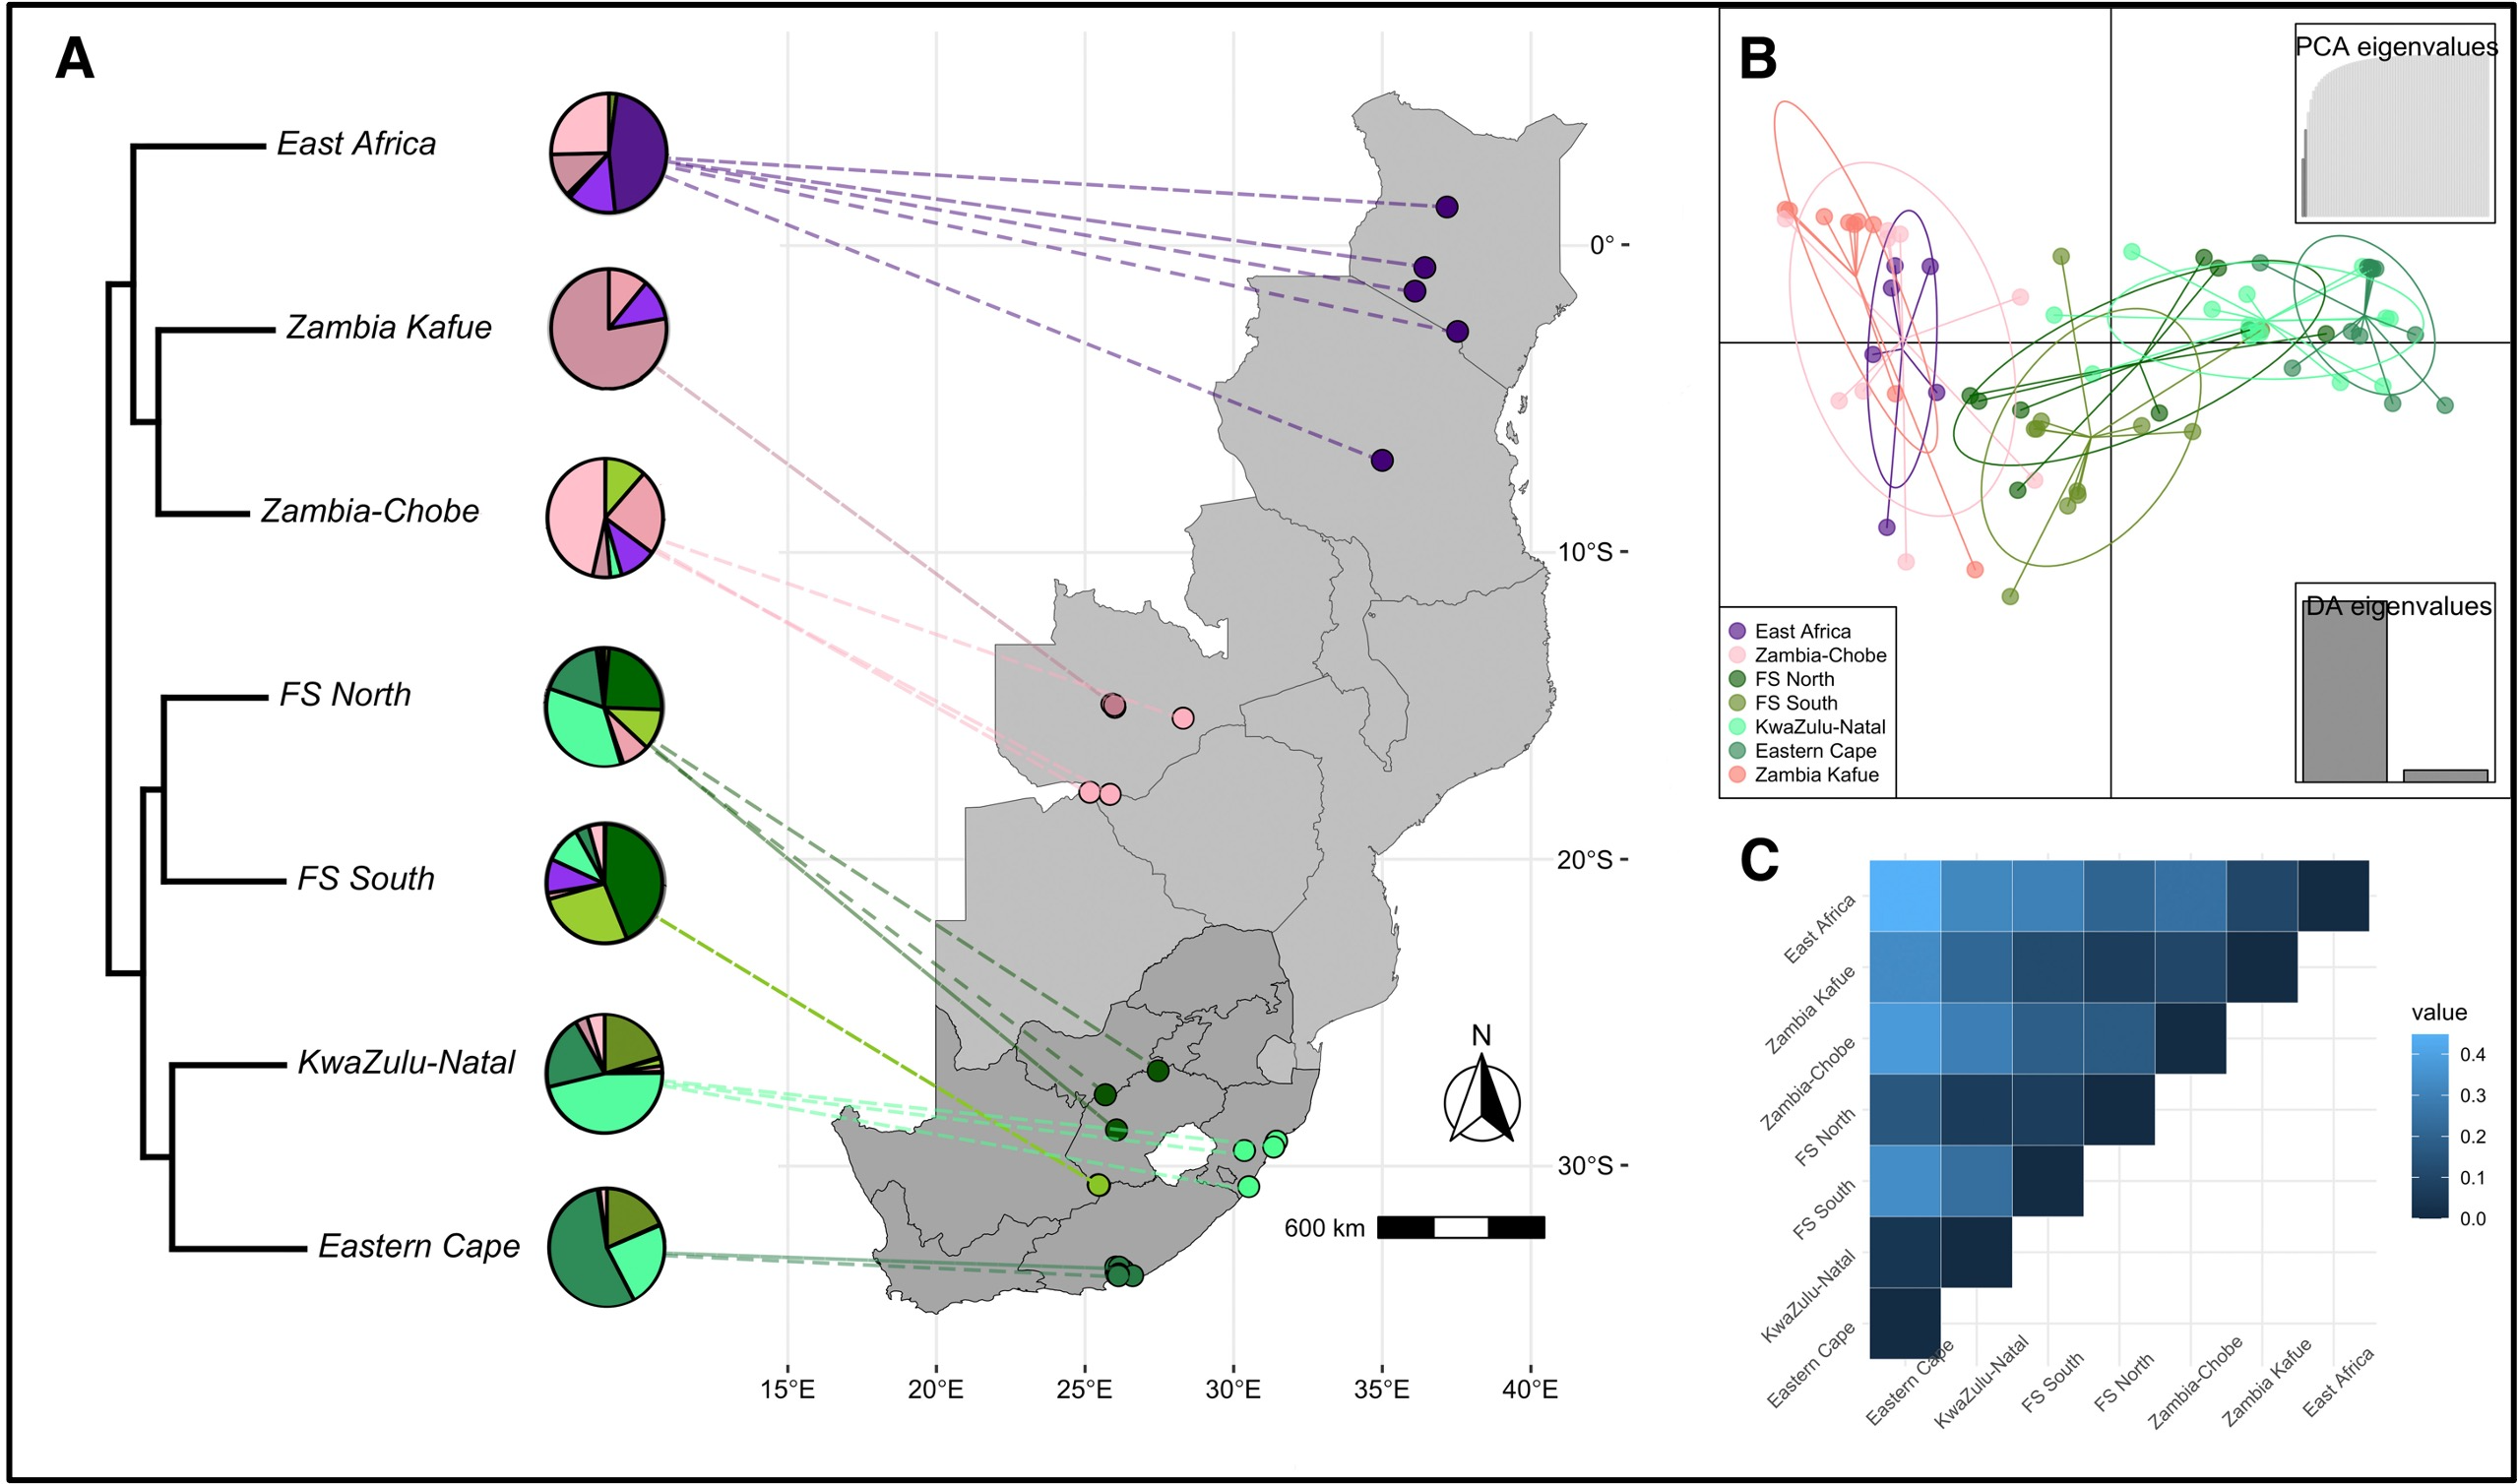 A
East Africa
Zambia Kafue
Zambia-Chobe
FS North
FS South
KwaZulu-Natal
Eastern Cape
0°
10°S
20°S
30°S
N
600 km
15°E 20°E 25°E 30°E 35°E 40°E
B
PCA eigenvalues
East Africa
Zambia-Chobe
FS North
FS South
KwaZulu-Natal
Eastern Cape
Zambia Kafue
DA eigenvalues
C
East Africa
Zambia Kafue
Zambia-Chobe
FS North
FS South
KwaZulu-Natal
Eastern Cape
Eastern Cape
KwaZulu-Natal
FS South
FS North
Zambia-Chobe
Zambia Kafue
East Africa
value
0.4
0.3
0.2
0.1
0.0